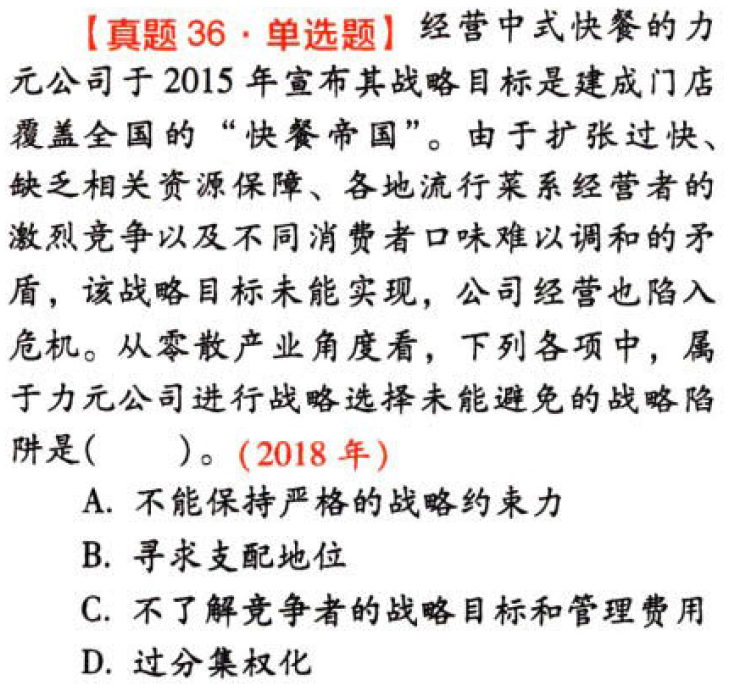 【真题 36 · 单选题】 经营中式快餐的力
元公司于 2015 年宣布其战略目标是建成门店
覆盖全国的“快餐帝国”。由于扩张过快、
缺乏相关资源保障、各地流行菜系经营者的
激烈竞争以及不同消费者口味难以调和的矛
盾，该战略目标未能实现，公司经营也陷入
危机。从零散产业角度看，下列各项中，属
于力元公司进行战略选择未能避免的战略陷
阱是(　　)。(2018 年)
A. 不能保持严格的战略约束力
B. 寻求支配地位
C. 不了解竞争者的战略目标和管理费用
D. 过分集权化